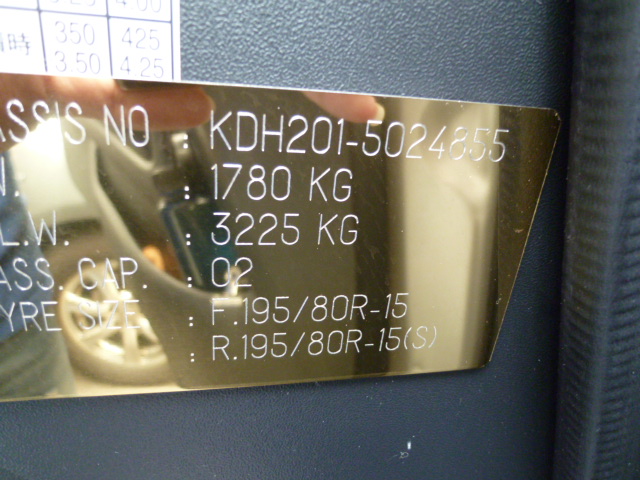 350 425
3.50 4.25
ASSIS NO : KDH201-5024855
N. : 1780 KG
L.W. : 3225 KG
ASS. CAP. : 02
YRE SIZE : F.195/80R-15
: R.195/80R-15(S)